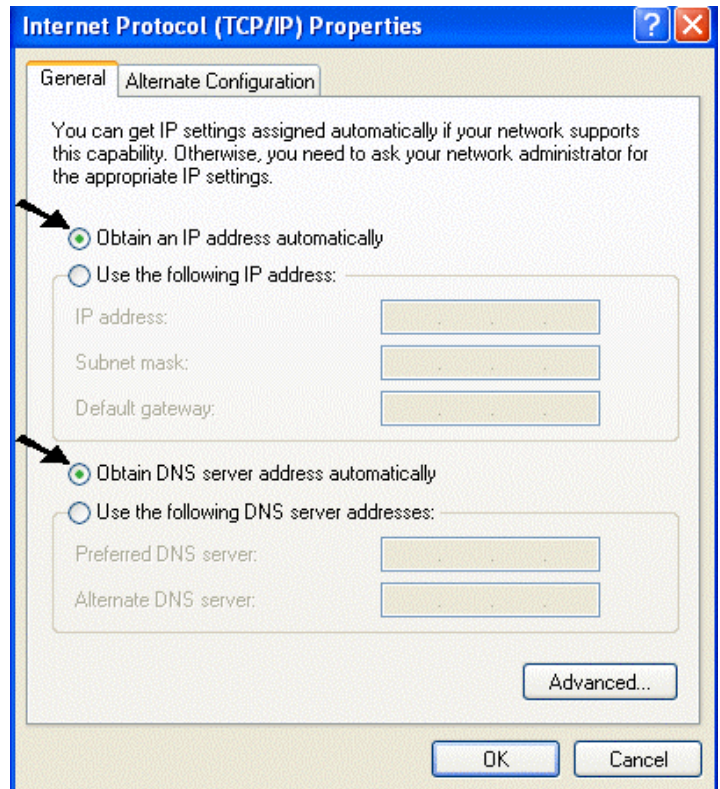 Internet Protocol (TCP/IP) Properties
General
Alternate Configuration
You can get IP settings assigned automatically if your network supports
this capability. Otherwise, you need to ask your network administrator for
the appropriate IP settings.
Obtain an IP address automatically
Use the following IP address:
IP address:
Subnet mask:
Default gateway:
Obtain DNS server address automatically
Use the following DNS server addresses:
Preferred DNS server:
Alternate DNS server:
Advanced...
OK
Cancel